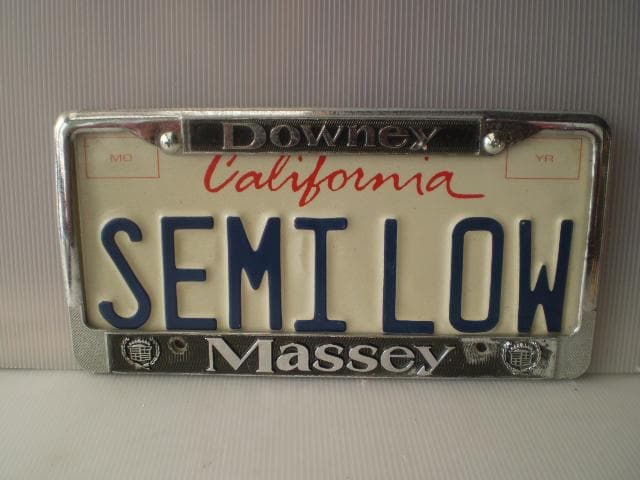 Downey
MO California YR
SEMI LOW
Massey